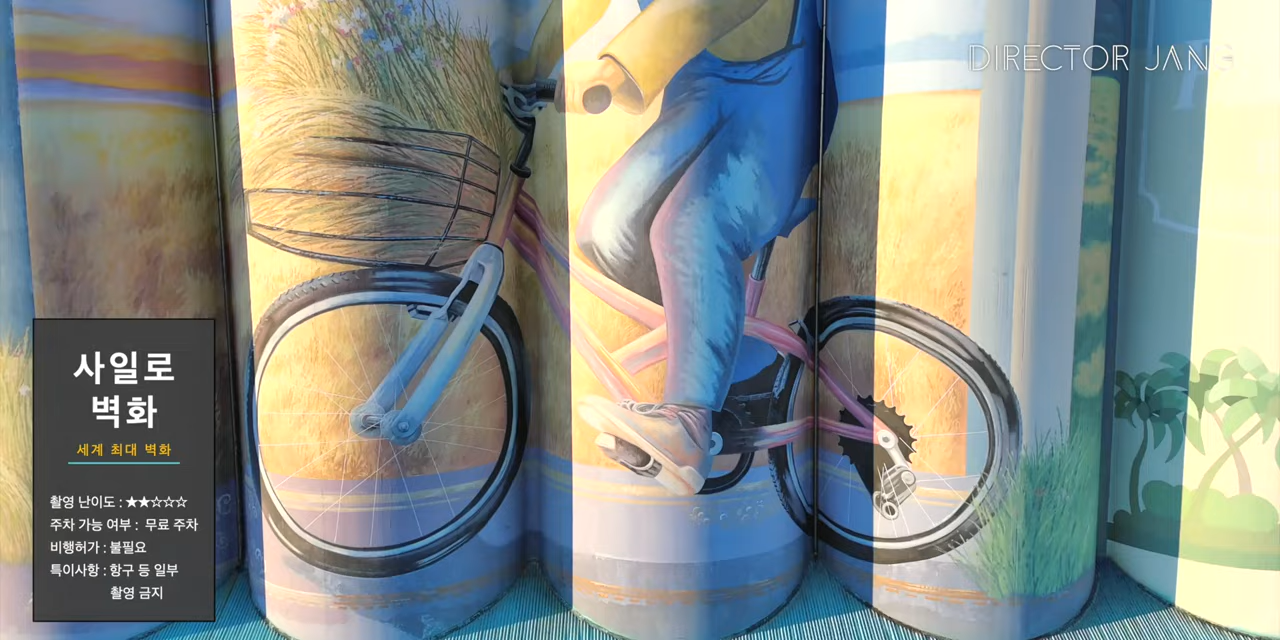 DIRECTOR JANG
사일로
벽화
세계 최대 벽화
촬영 난이도 : ★★☆☆☆
주차 가능 여부 : 무료 주차
비행허가 : 불필요
특이사항 : 항구 등 일부
촬영 금지